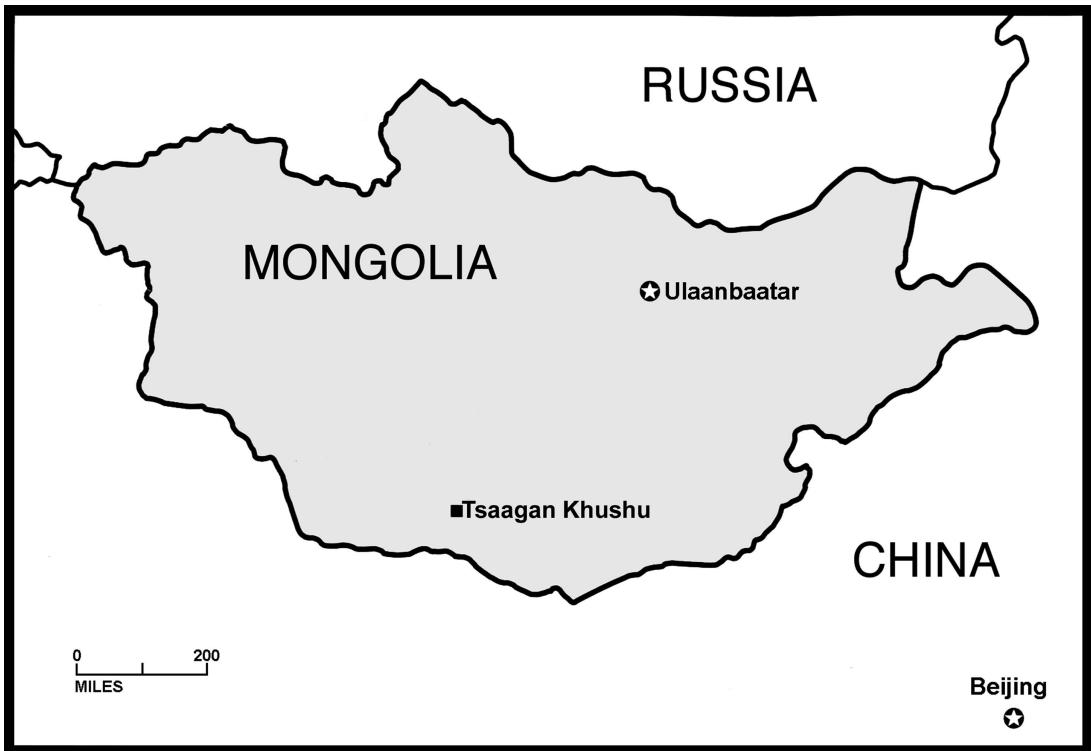 RUSSIA
MONGOLIA
Ulaanbaatar
Tsaagan Khushu
CHINA
0 200
MILES
Beijing